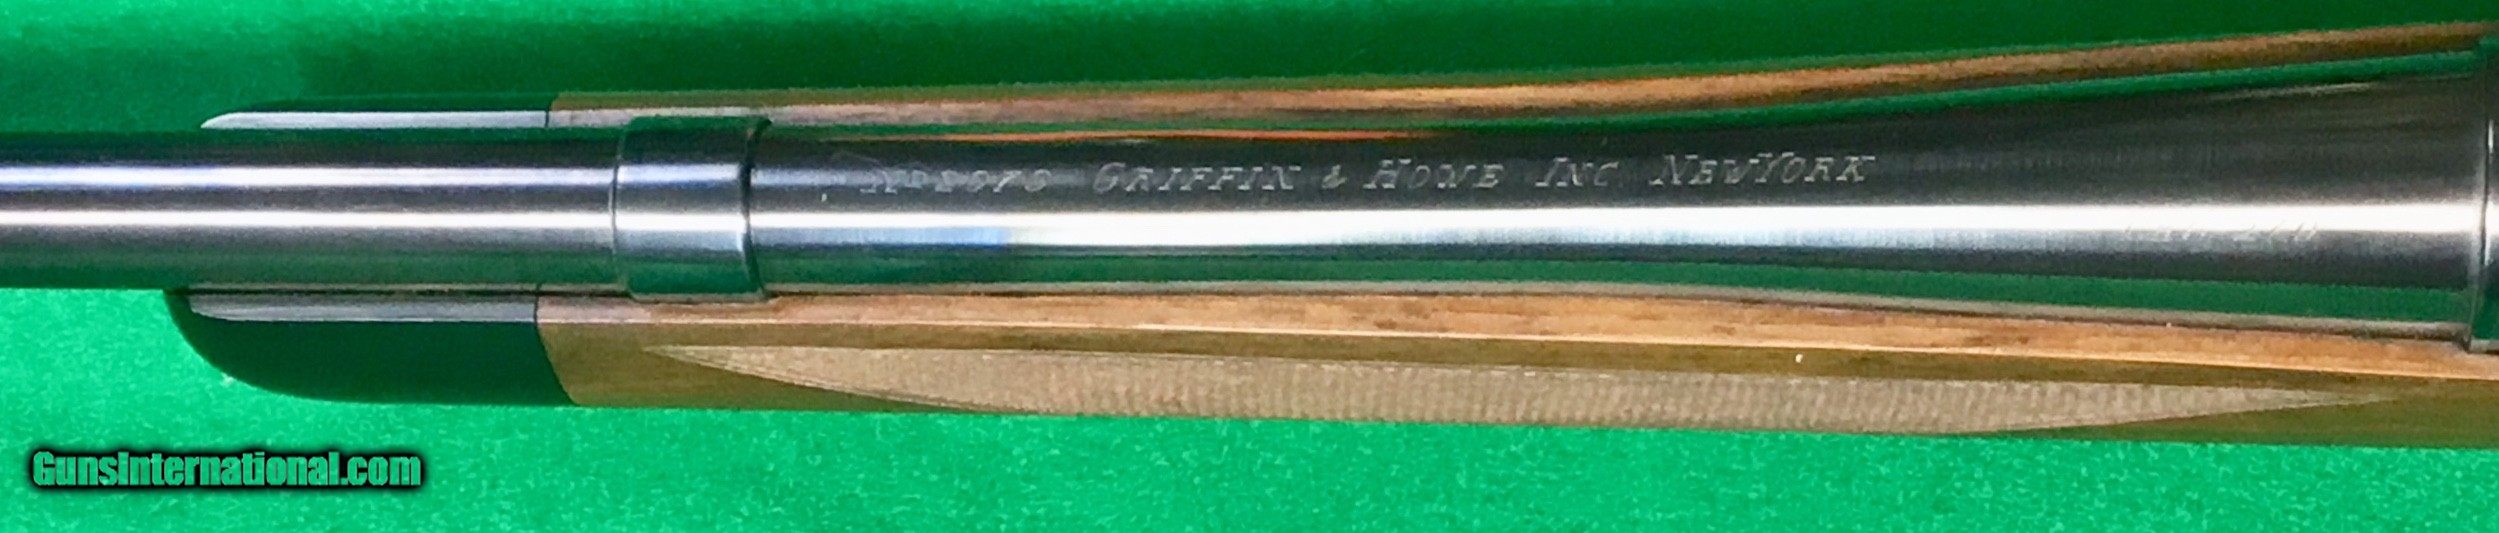 GRIFFIN & HOWE INC. NEW YORK
GunsInternational.com